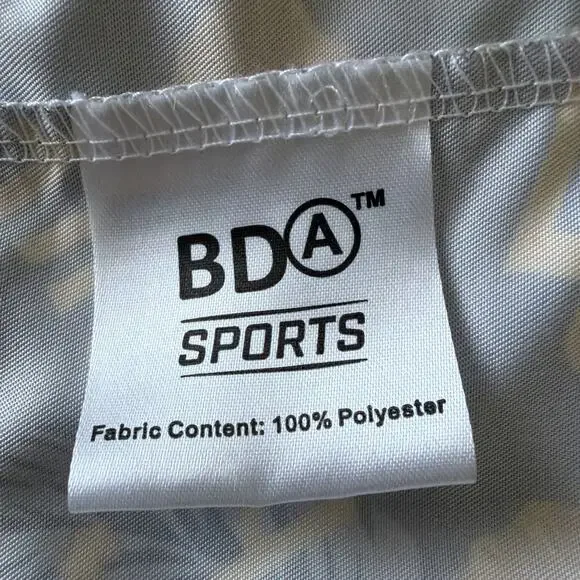 BDA™
SPORTS
Fabric Content: 100% Polyester